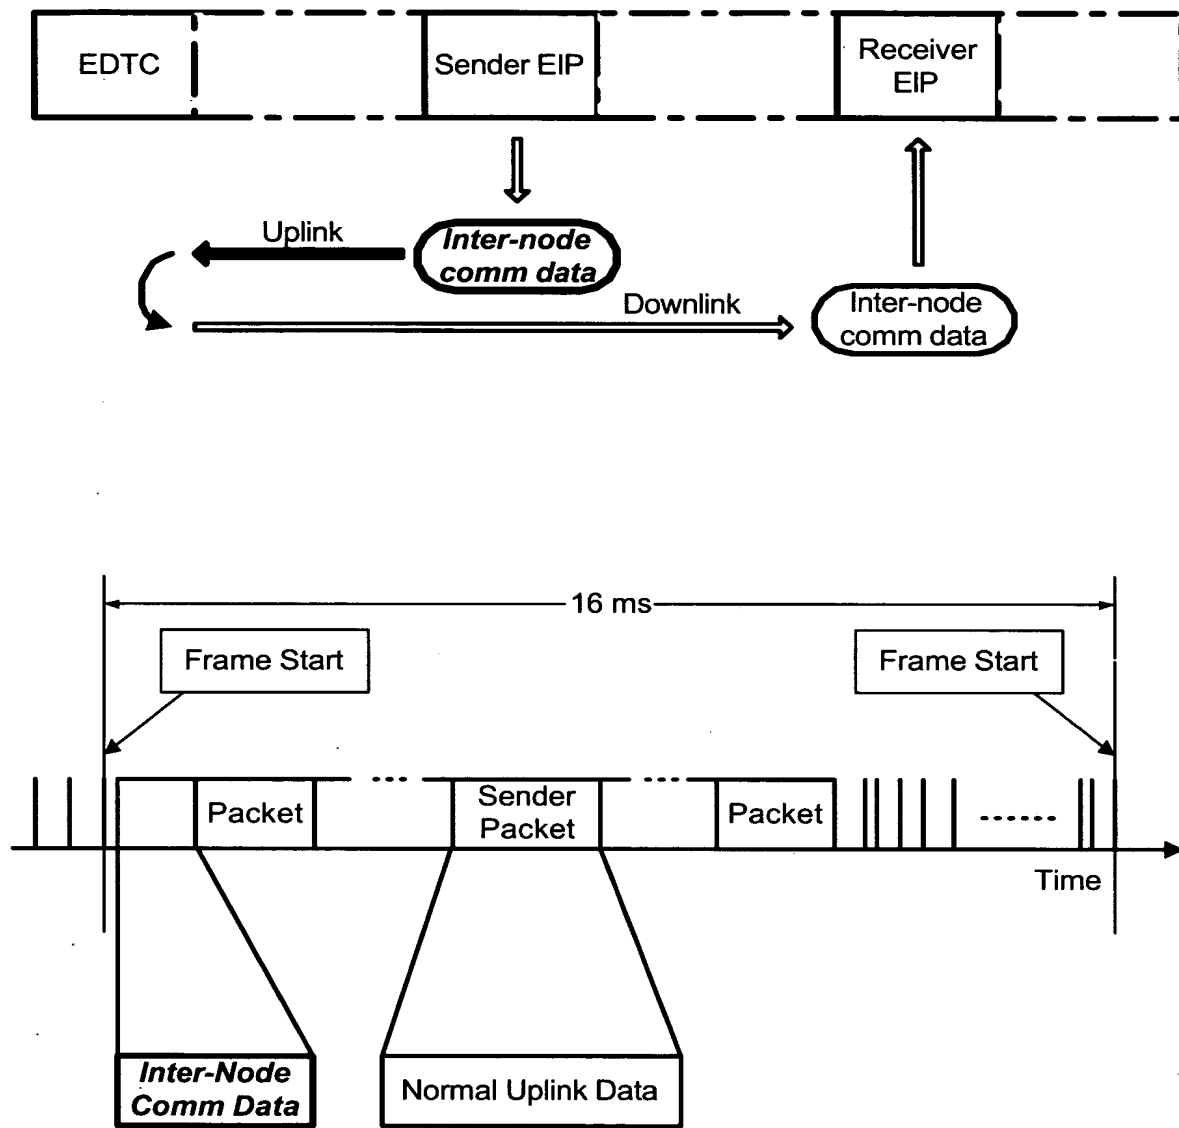 EDTC
Sender EIP
Receiver
EIP
Uplink
Inter-node
comm data
Downlink
Inter-node
comm data
16 ms
Frame Start
Frame Start
Packet
Sender
Packet
Packet
Time
Inter-Node
Comm Data
Normal Uplink Data